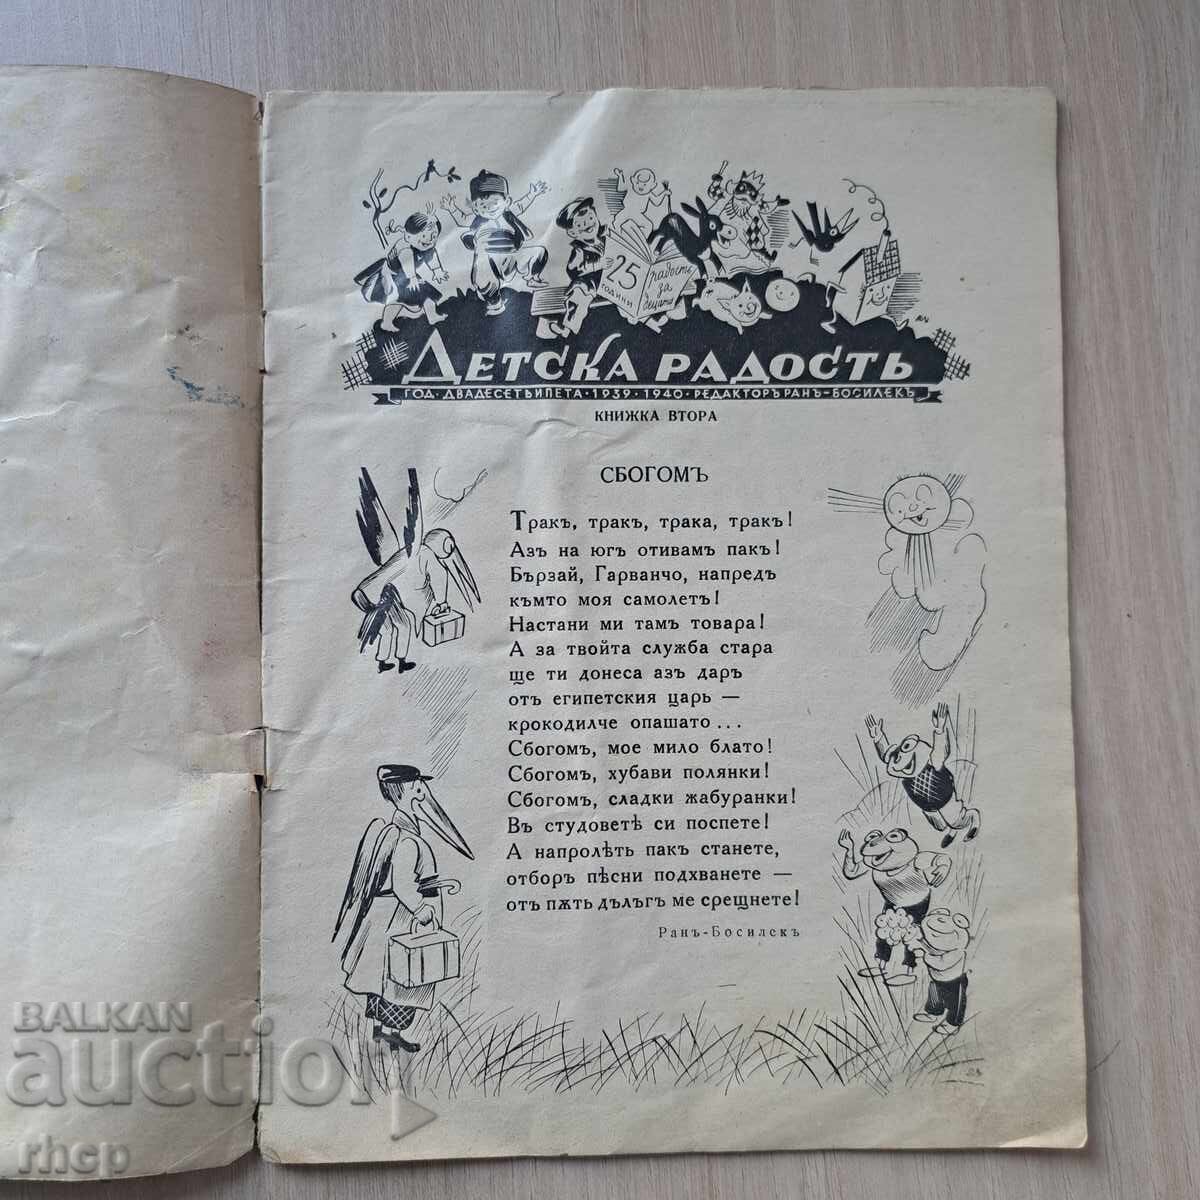 25
ГОДИНИ
радость
за
децата
ДЕТСКА РАДОСТЬ
ГОД. ДВАДЕСЕТЬ И ПЕТА • 1939 • 1940 • РЕДАКТОРЪ РАНЪ-БОСИЛЕКЪ
КНИЖКА ВТОРА
СБОГОМЪ
Тракъ, тракъ, трака, тракъ!
Азъ на югъ отивамъ пакъ!
Бързай, Гарванчо, напредъ
къмто моя самолетъ!
Настани ми тамъ товара!
А за твойта служба стара
ще ти донеса азъ даръ
отъ египетския царь —
крокодилче опашато...
Сбогомъ, мое мило блато!
Сбогомъ, хубави полянки!
Сбогомъ, сладки жабуранки!
Въ студоветѣ си поспете!
А напролѣть пакъ станете,
отборъ пѣсни подхванете —
отъ пѫть дълъгъ ме срещнете!
Ранъ-Босилекъ
BALKAN
auction
rhcp